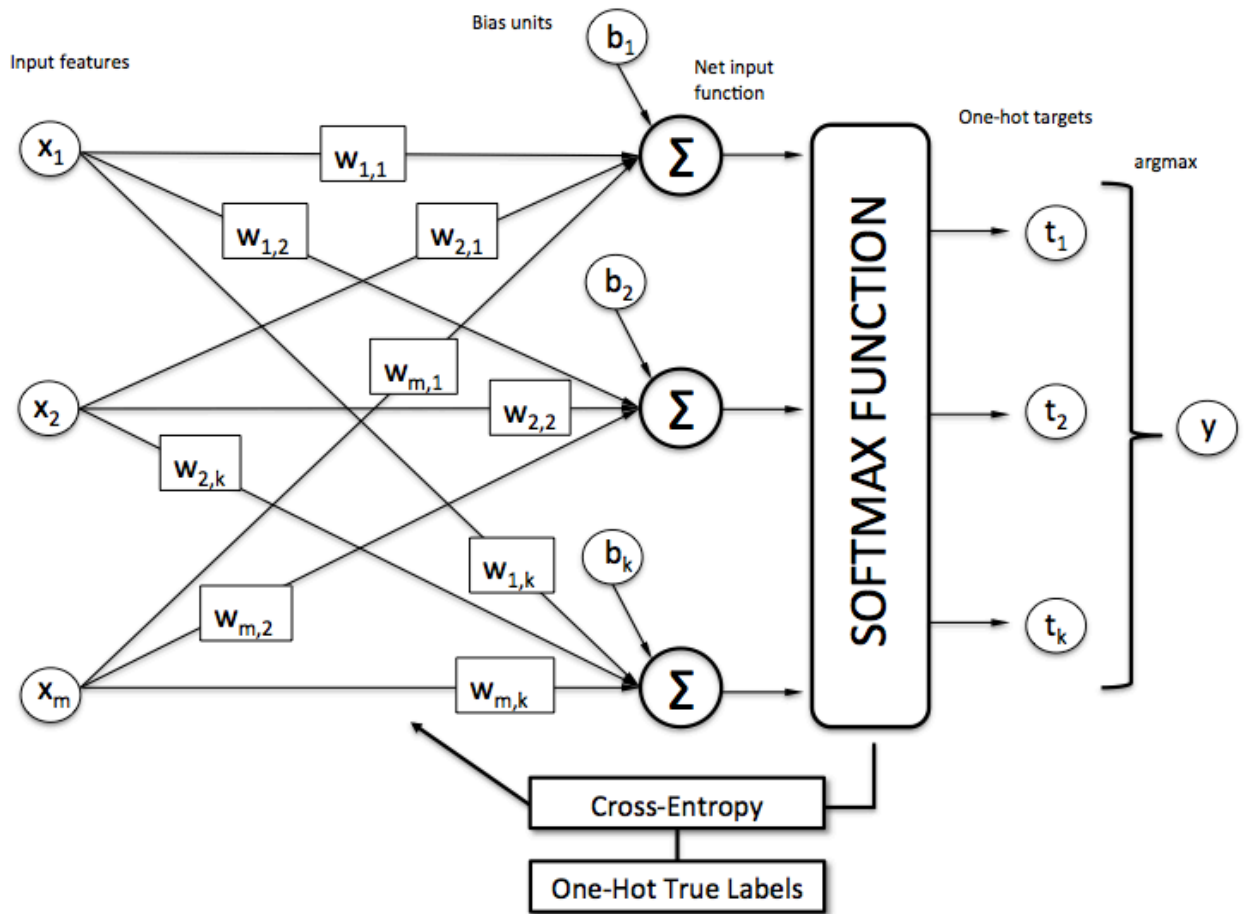 Bias units
b1
Input features
Net input
function
One-hot targets
argmax
x1
w1,1
Σ
w1,2
w2,1
t1
b2
SOFTMAX FUNCTION
wm,1
x2
w2,2
Σ
t2
y
w2,k
bk
w1,k
wm,2
tk
xm
wm,k
Σ
Cross-Entropy
One-Hot True Labels